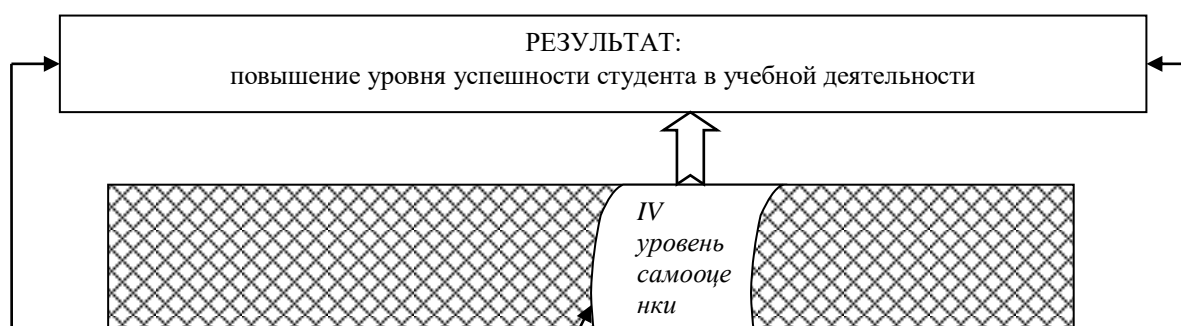 РЕЗУЛЬТАТ:
повышение уровня успешности студента в учебной деятельности
IV
уровень
самооце
нки